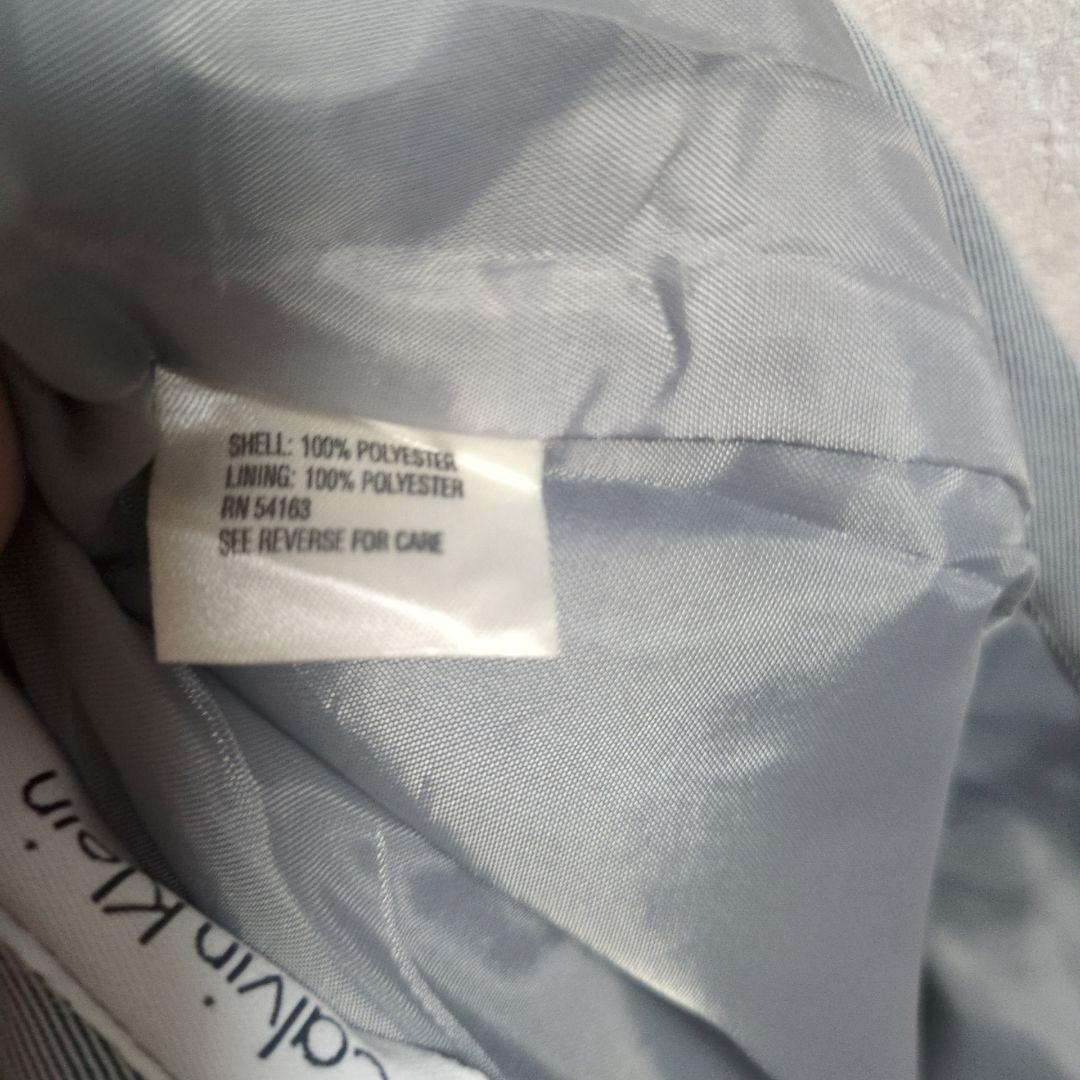 SHELL: 100% POLYESTER
LINING: 100% POLYESTER
RN 54163
SEE REVERSE FOR CARE
calvin klein